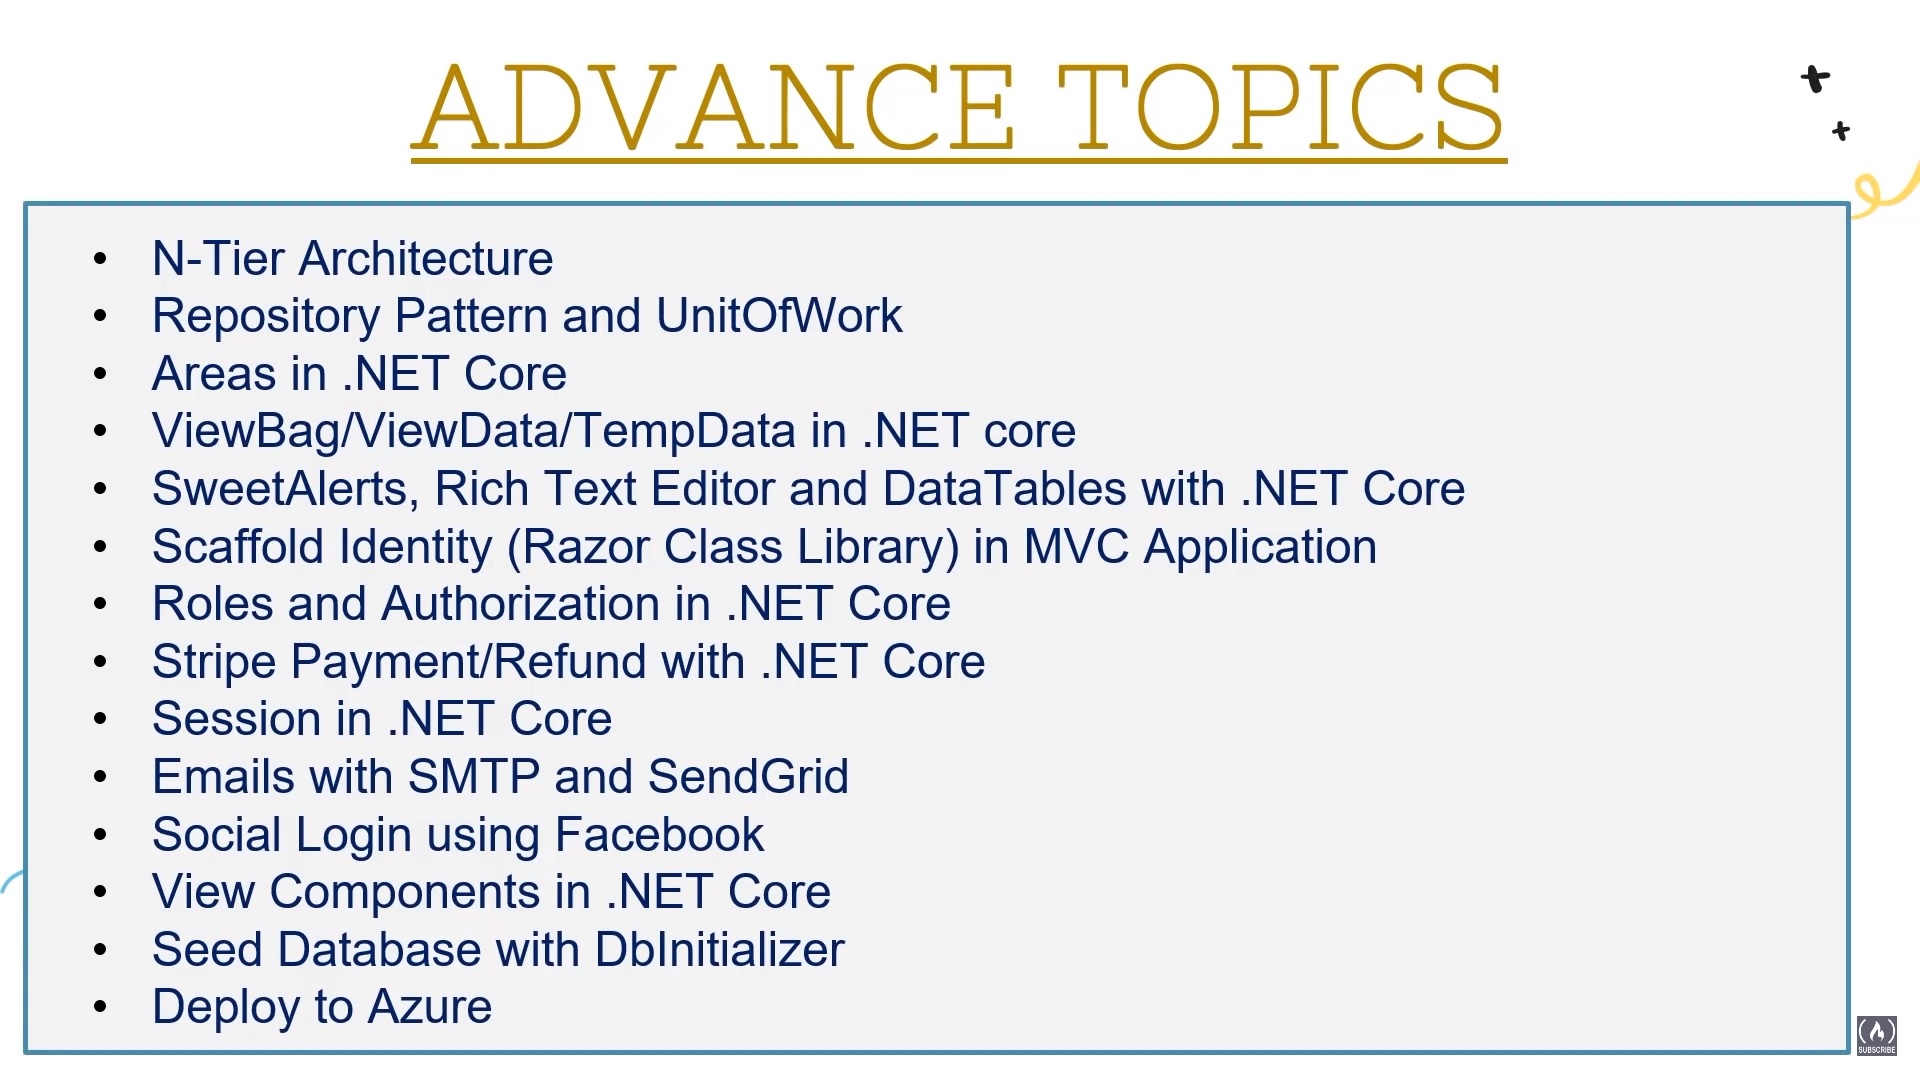 ADVANCE TOPICS
• N-Tier Architecture
• Repository Pattern and UnitOfWork
• Areas in .NET Core
• ViewBag/ViewData/TempData in .NET core
• SweetAlerts, Rich Text Editor and DataTables with .NET Core
• Scaffold Identity (Razor Class Library) in MVC Application
• Roles and Authorization in .NET Core
• Stripe Payment/Refund with .NET Core
• Session in .NET Core
• Emails with SMTP and SendGrid
• Social Login using Facebook
• View Components in .NET Core
• Seed Database with DbInitializer
• Deploy to Azure
SUBSCRIBE